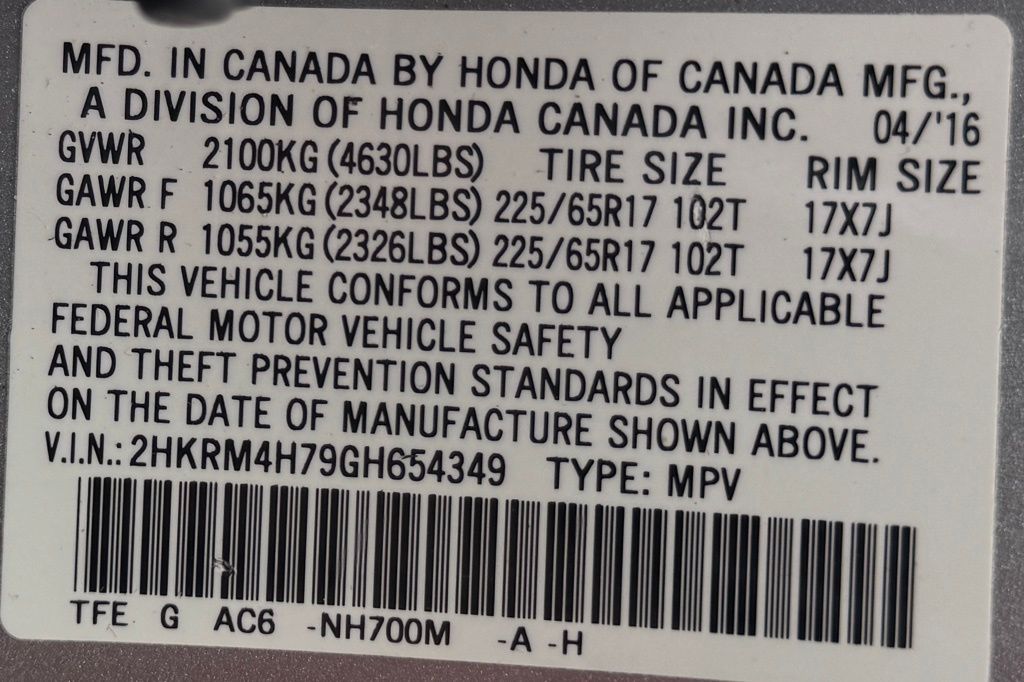 MFD. IN CANADA BY HONDA OF CANADA MFG.,
A DIVISION OF HONDA CANADA INC. 04/'16
GVWR 2100KG (4630LBS) TIRE SIZE RIM SIZE
GAWR F 1065KG (2348LBS) 225/65R17 102T 17X7J
GAWR R 1055KG (2326LBS) 225/65R17 102T 17X7J
THIS VEHICLE CONFORMS TO ALL APPLICABLE
FEDERAL MOTOR VEHICLE SAFETY
AND THEFT PREVENTION STANDARDS IN EFFECT
ON THE DATE OF MANUFACTURE SHOWN ABOVE.
V.I.N.: 2HKRM4H79GH654349 TYPE: MPV
TFE G AC6 -NH700M -A -H